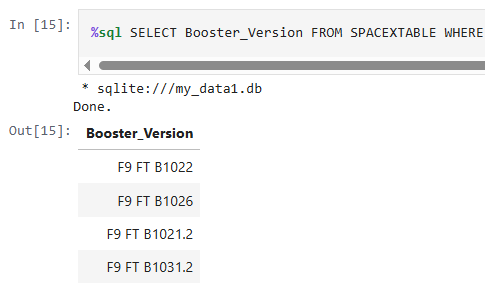 In [15]:
%sql SELECT Booster_Version FROM SPACEXTABLE WHERE
* sqlite:///my_data1.db
Done.
Out[15]:
Booster_Version
F9 FT B1022
F9 FT B1026
F9 FT B1021.2
F9 FT B1031.2